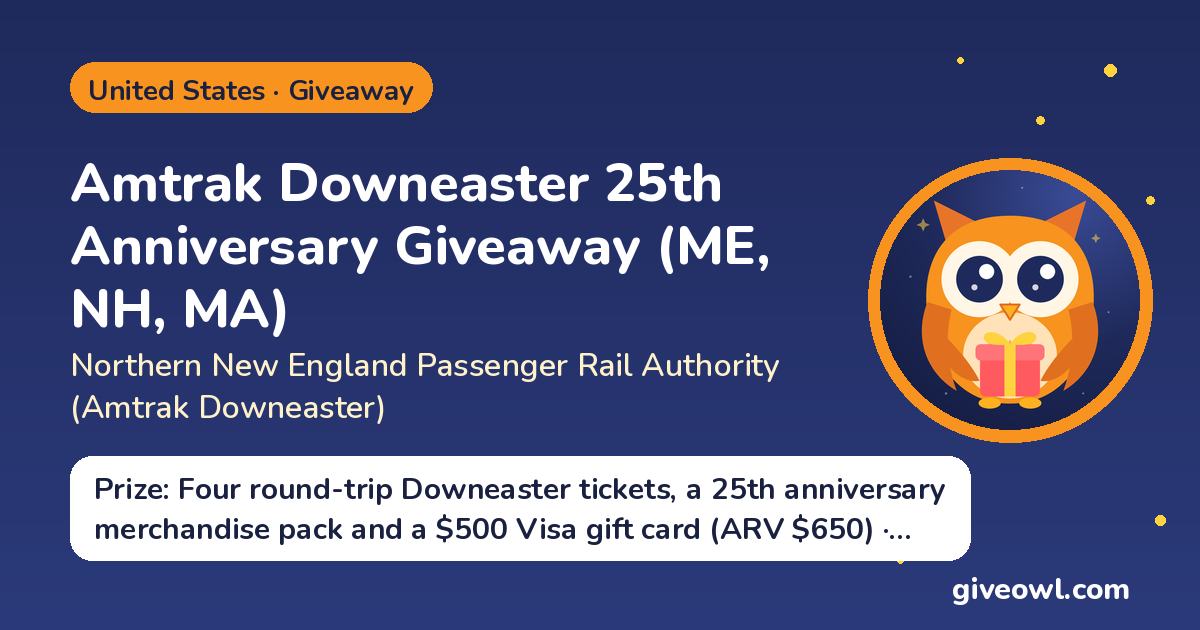 United States · Giveaway
Amtrak Downeaster 25th
Anniversary Giveaway (ME,
NH, MA)
Northern New England Passenger Rail Authority
(Amtrak Downeaster)
Prize: Four round-trip Downeaster tickets, a 25th anniversary
merchandise pack and a $500 Visa gift card (ARV $650) ·…
giveowl.com